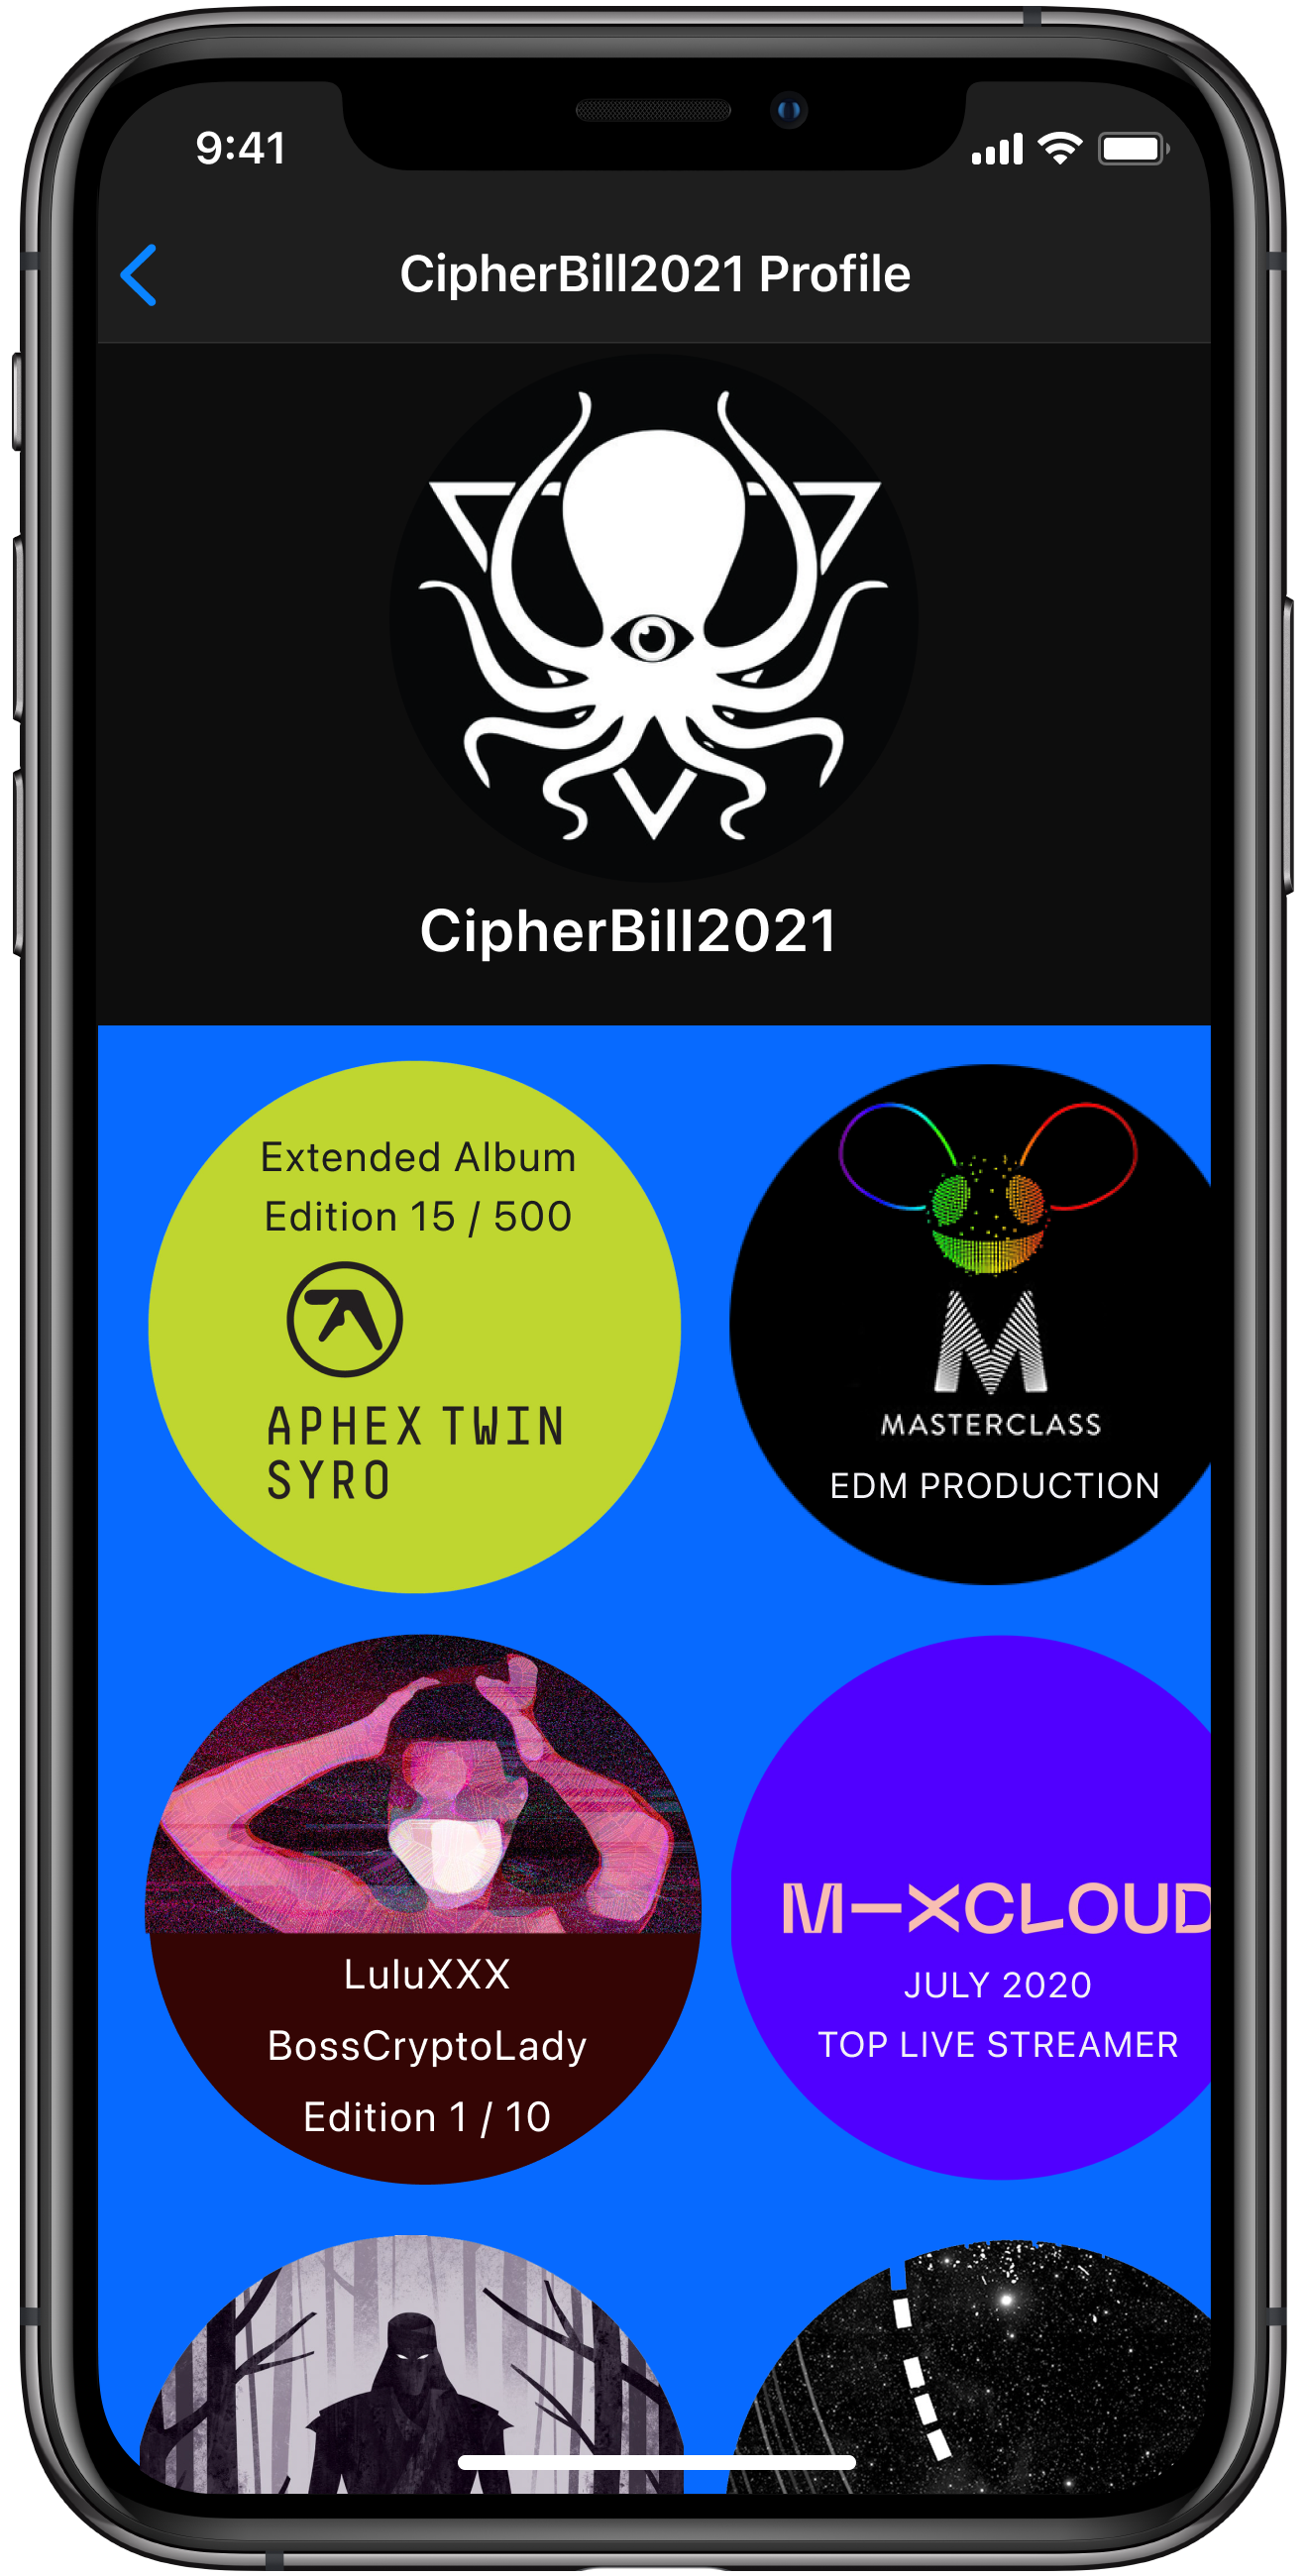 9:41
CipherBill2021 Profile
CipherBill2021
Extended Album
Edition 15 / 500
APHEX TWIN
SYRO
M
MASTERCLASS
EDM PRODUCTION
LuluXXX
BossCryptoLady
Edition 1 / 10
M–XCLOUD
JULY 2020
TOP LIVE STREAMER